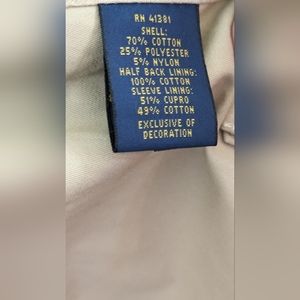 RN 41381
SHELL:
70% COTTON
25% POLYESTER
5% NYLON
HALF BACK LINING:
100% COTTON
SLEEVE LINING:
51% CUPRO
49% COTTON
EXCLUSIVE OF
DECORATION